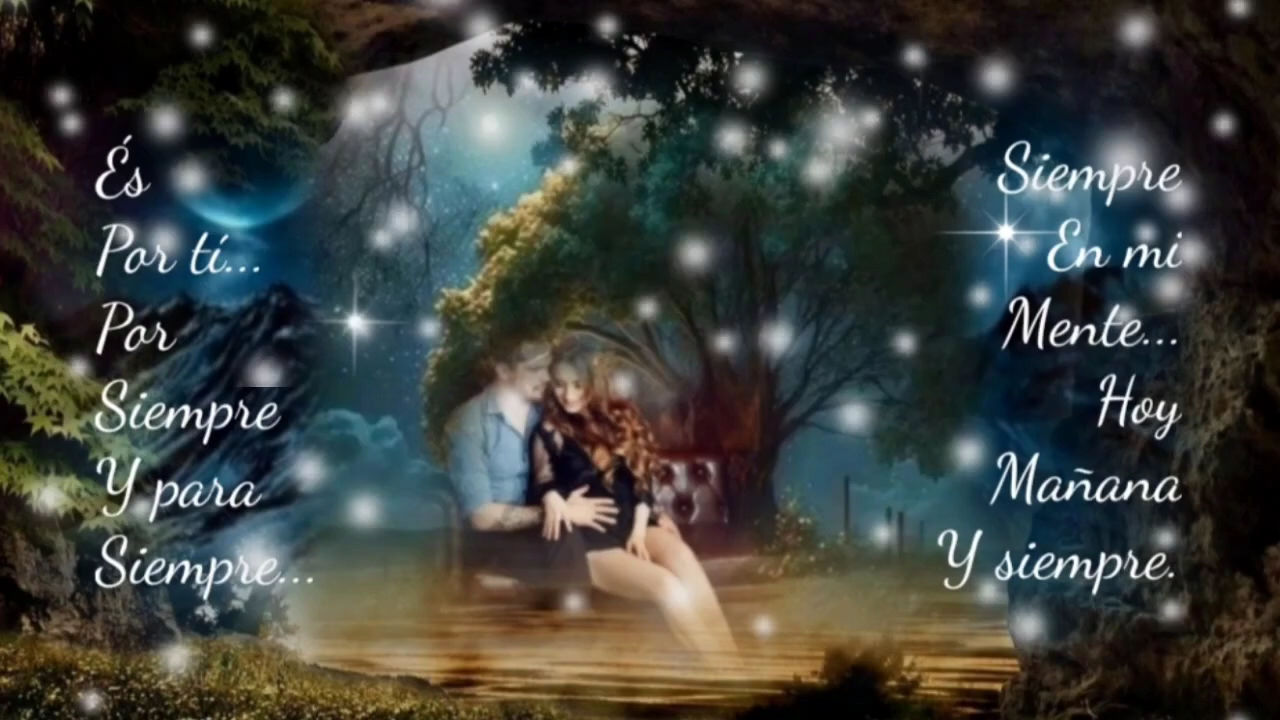 És
Por tí...
Por
Siempre
Y para
Siempre...
Siempre
En mi
Mente...
Hoy
Mañana
Y siempre.